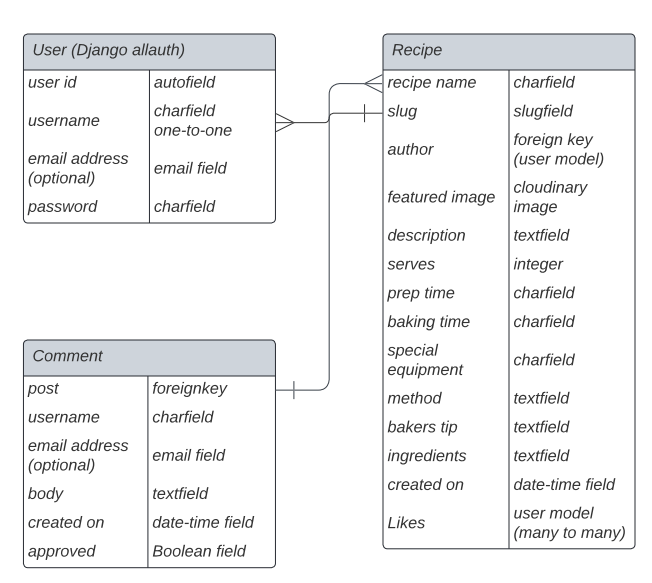 User (Django allauth)
user id autofield
username charfield
one-to-one
email address
(optional) email field
password charfield
Comment
post foreignkey
username charfield
email address
(optional) email field
body textfield
created on date-time field
approved Boolean field
Recipe
recipe name charfield
slug slugfield
author foreign key
(user model)
featured image cloudinary
image
description textfield
serves integer
prep time charfield
baking time charfield
special
equipment charfield
method textfield
bakers tip textfield
ingredients textfield
created on date-time field
Likes user model
(many to many)